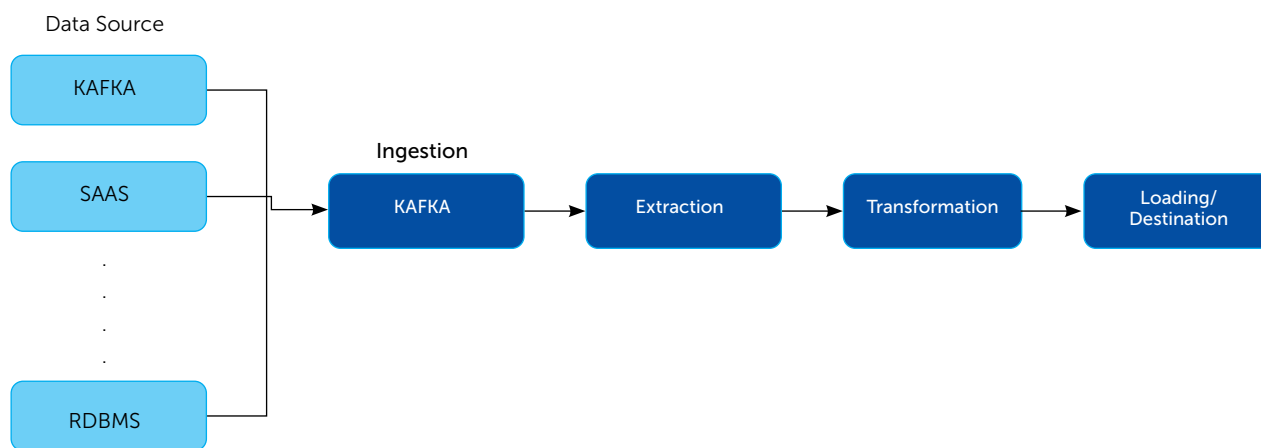 Data Source
KAFKA
SAAS
.
.
.
.
RDBMS
Ingestion
KAFKA
Extraction
Transformation
Loading/
Destination